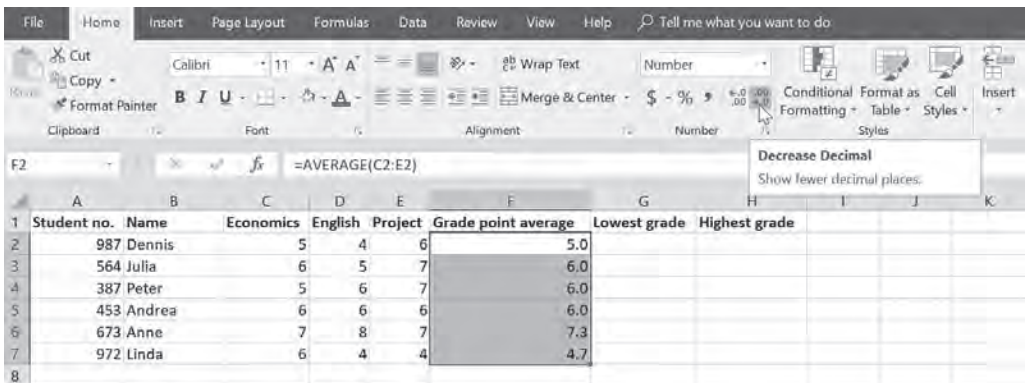 File Home Insert Page Layout Formulas Data Review View Help Tell me what you want to do
Cut
Copy
Format Painter
Clipboard
Calibri 11 A A
B I U A
Font
ab Wrap Text
Merge & Center
Alignment
Number
$ % , .0 .00 .00 .0
Number
Conditional Formatting
Format as Table
Cell Styles
Styles
Insert
Decrease Decimal
Show fewer decimal places.
F2 fx =AVERAGE(C2:E2)
A B C D E F G H I J K
1 Student no. Name Economics English Project Grade point average Lowest grade Highest grade
2 987 Dennis 5 4 6 5.0
3 564 Julia 6 5 7 6.0
4 387 Peter 5 6 7 6.0
5 453 Andrea 6 6 6 6.0
6 673 Anne 7 8 7 7.3
7 972 Linda 6 4 4 4.7
8